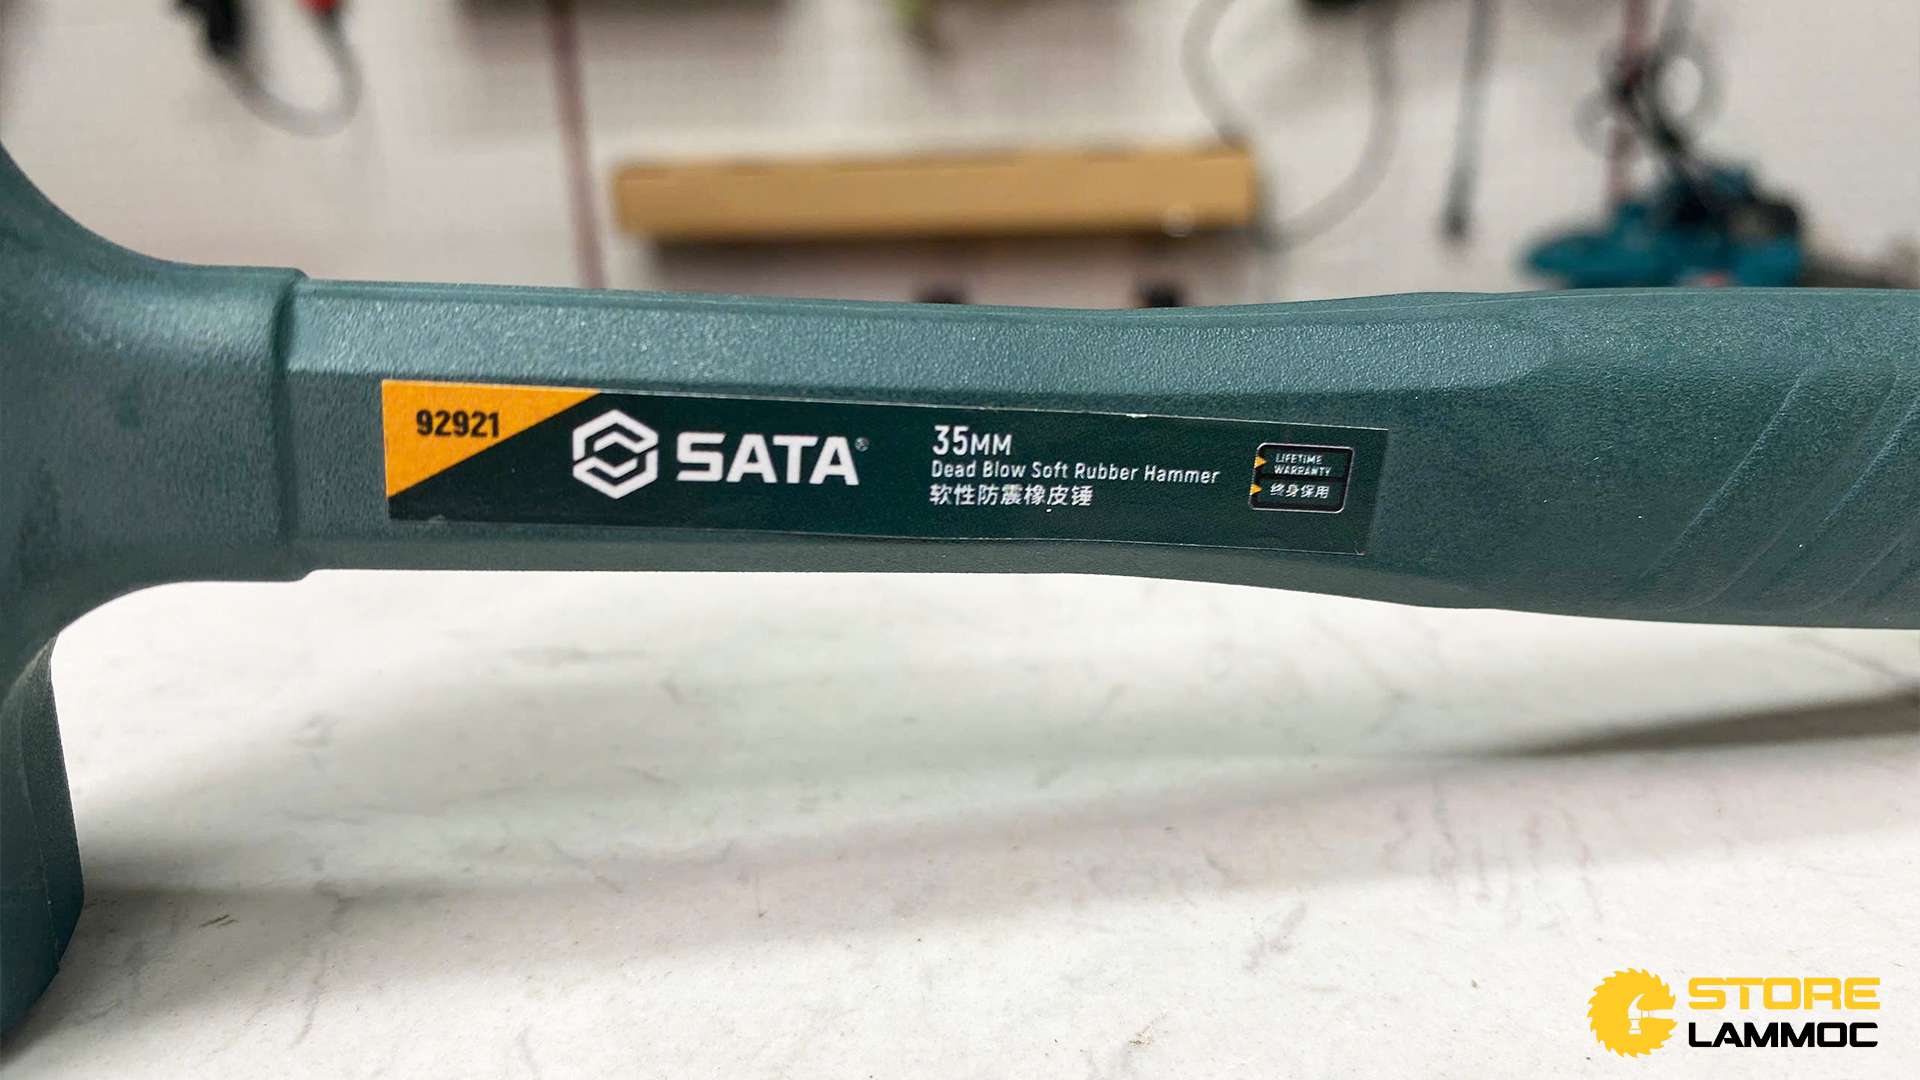 92921
SATA®
35MM
Dead Blow Soft Rubber Hammer
软性防震橡皮锤
LIFETIME
WARRANTY
终身保用
STORE
LAMMOC